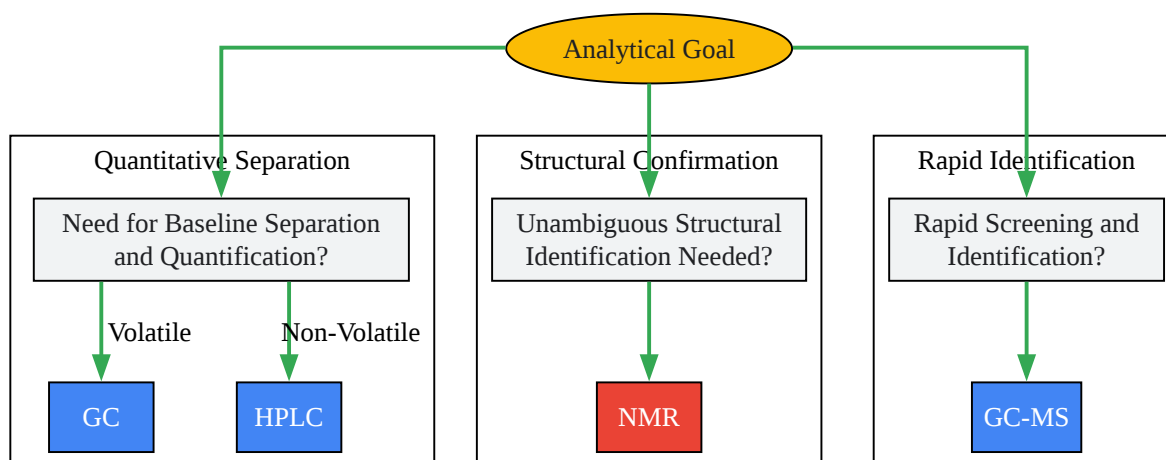 Analytical Goal
Quantitative Separation
Need for Baseline Separation
and Quantification?
Volatile
Non-Volatile
GC
HPLC
Structural Confirmation
Unambiguous Structural
Identification Needed?
NMR
Rapid Identification
Rapid Screening and
Identification?
GC-MS